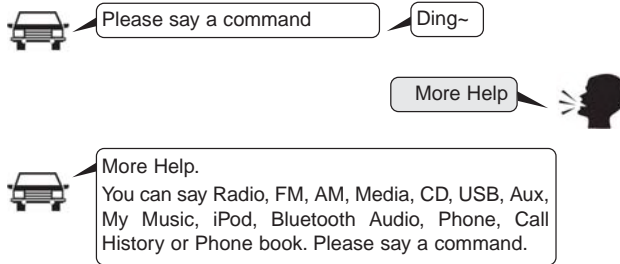 Please say a command
Ding~
More Help
More Help.
You can say Radio, FM, AM, Media, CD, USB, Aux,
My Music, iPod, Bluetooth Audio, Phone, Call
History or Phone book. Please say a command.